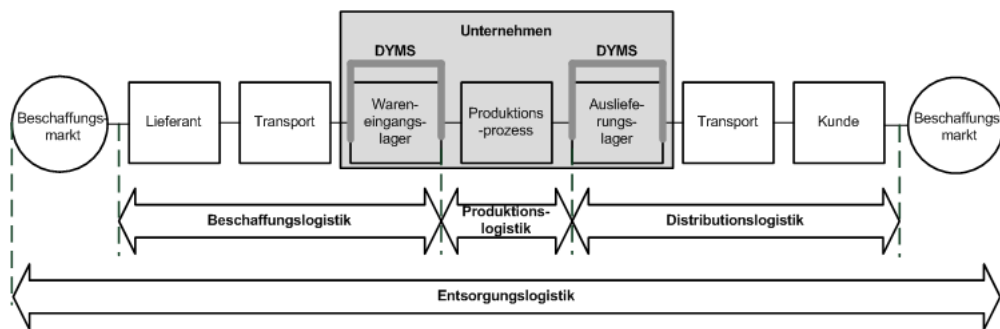 Unternehmen
DYMS
DYMS
Beschaffungs-
markt
Lieferant
Transport
Waren-
eingangs-
lager
Produktions
-prozess
Ausliefe-
rungs-
lager
Transport
Kunde
Beschaffungs
markt
Beschaffungslogistik
Produktions-
logistik
Distributionslogistik
Entsorgungslogistik